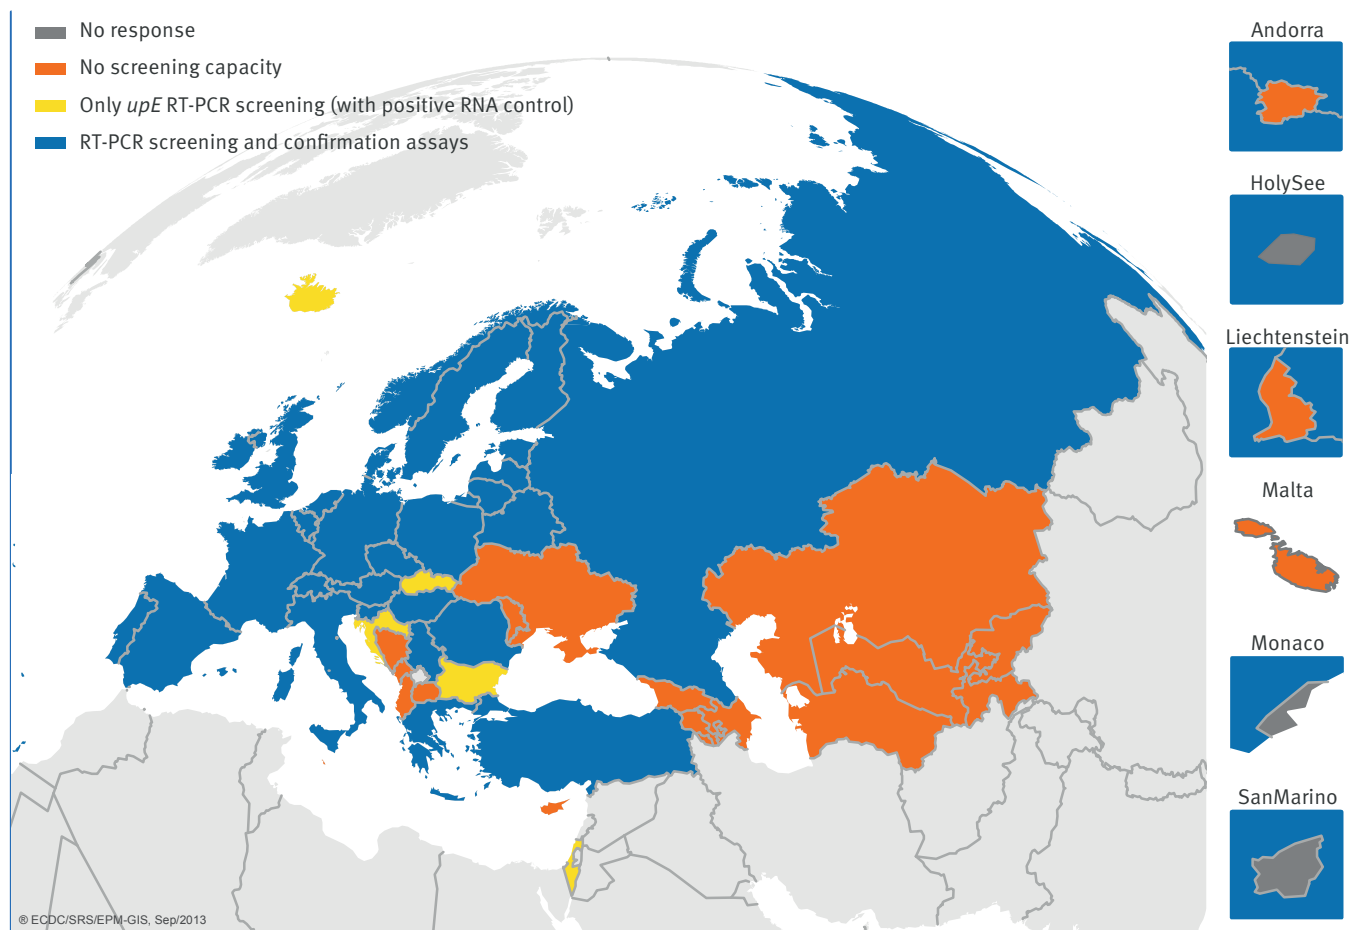 No response
No screening capacity
Only upE RT-PCR screening (with positive RNA control)
RT-PCR screening and confirmation assays
Andorra
HolySee
Liechtenstein
Malta
Monaco
SanMarino
® ECDC/SRS/EPM-GIS, Sep/2013